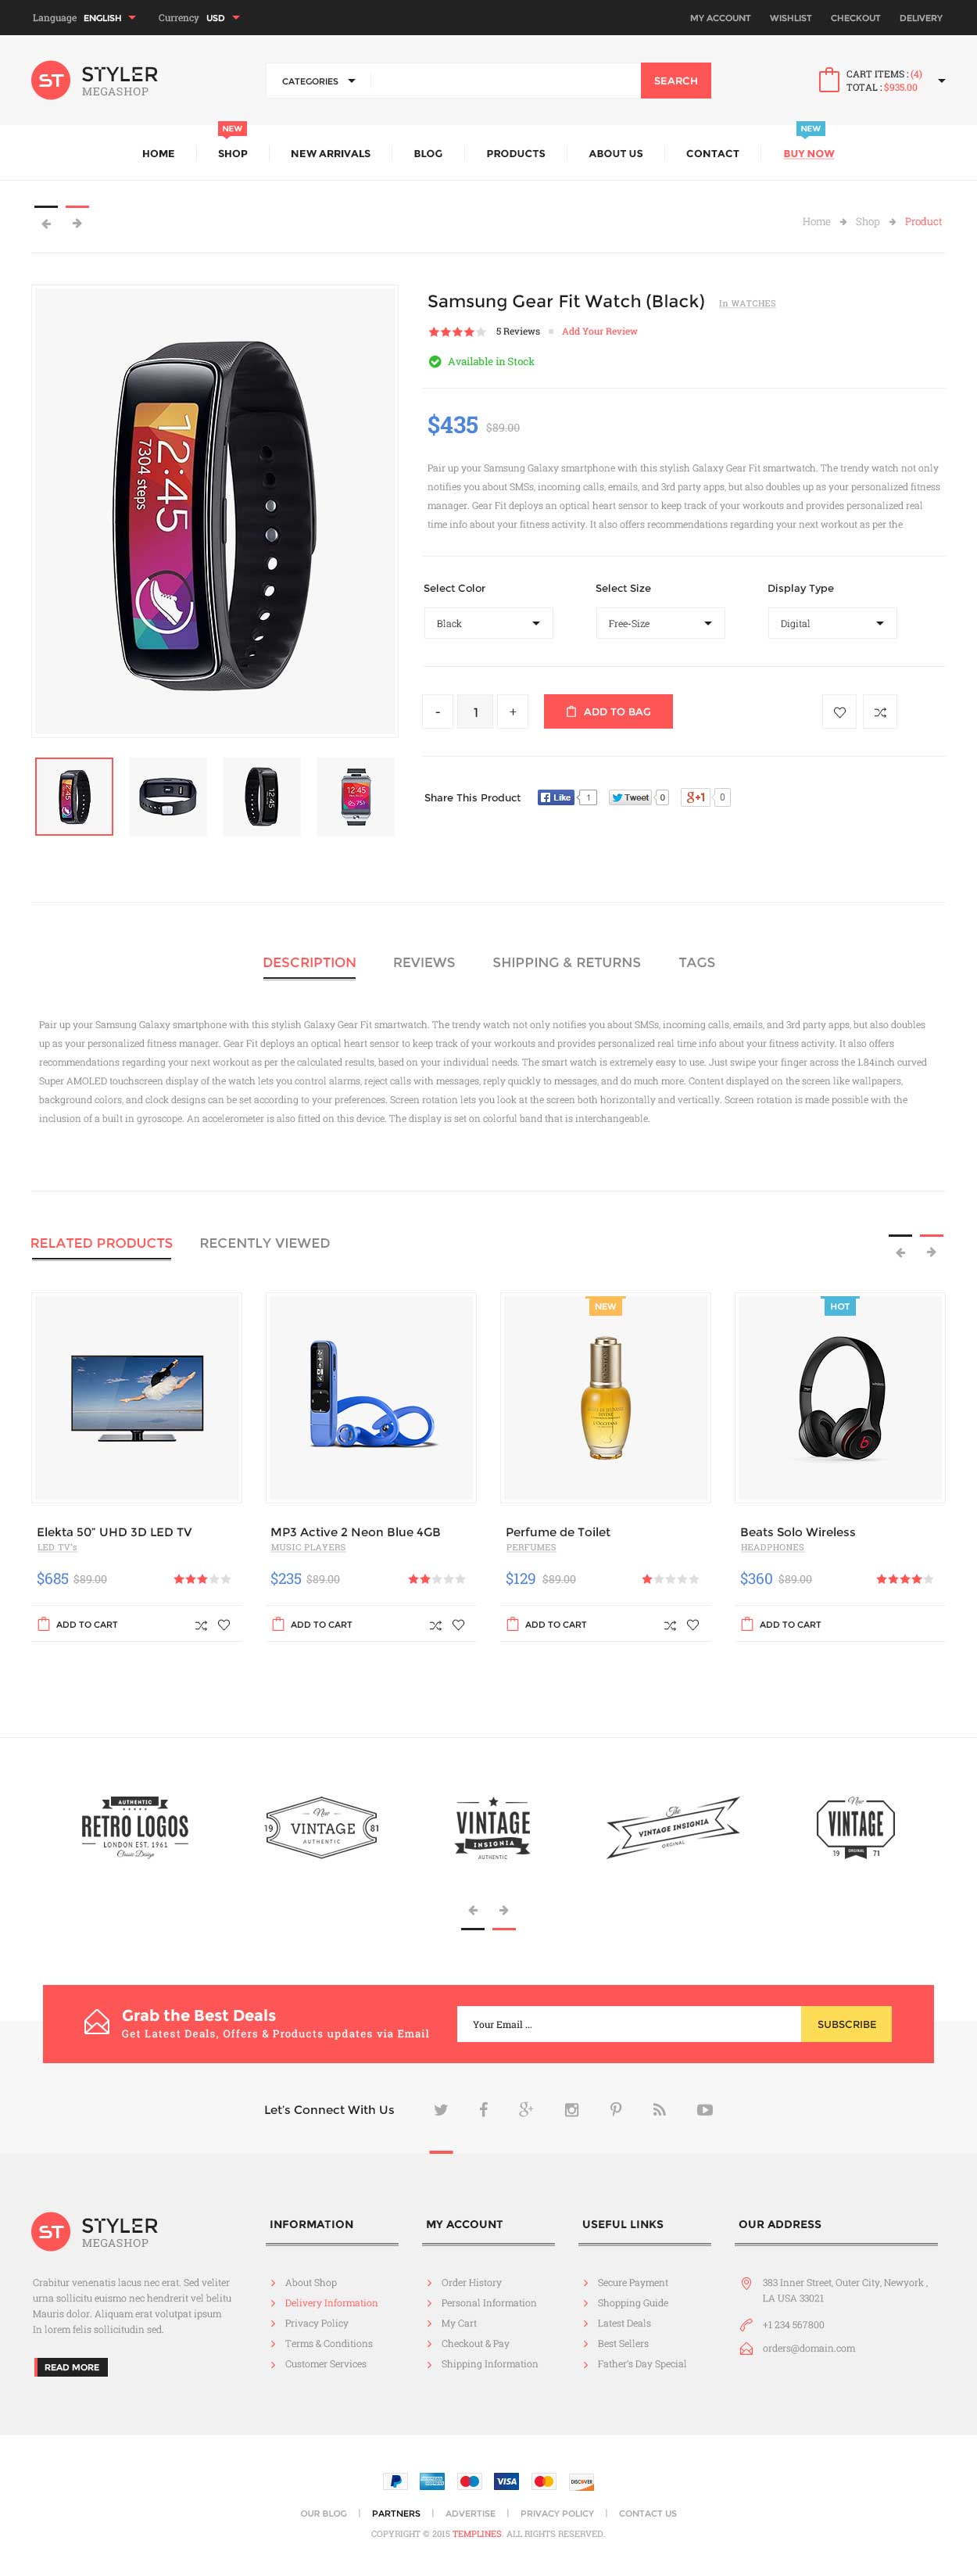 Language ENGLISH Currency USD MY ACCOUNT WISHLIST CHECKOUT DELIVERY
ST STYLER
MEGASHOP
CATEGORIES SEARCH
CART ITEMS : (4)
TOTAL : $935.00
NEW NEW
HOME SHOP NEW ARRIVALS BLOG PRODUCTS ABOUT US CONTACT BUY NOW
Home Shop Product
12:45
7304 steps
Samsung Gear Fit Watch (Black) In WATCHES
5 Reviews Add Your Review
Available in Stock
$435 $89.00
Pair up your Samsung Galaxy smartphone with this stylish Galaxy Gear Fit smartwatch. The trendy watch not only
notifies you about SMSs, incoming calls, emails, and 3rd party apps, but also doubles up as your personalized fitness
manager. Gear Fit deploys an optical heart sensor to keep track of your workouts and provides personalized real
time info about your fitness activity. It also offers recommendations regarding your next workout as per the
Select Color Select Size Display Type
Black Free-Size Digital
- 1 + ADD TO BAG
Share This Product Like 1 Tweet 0 g+1 0
12:45
12:45
12:45
DESCRIPTION REVIEWS SHIPPING & RETURNS TAGS
Pair up your Samsung Galaxy smartphone with this stylish Galaxy Gear Fit smartwatch. The trendy watch not only notifies you about SMSs, incoming calls, emails, and 3rd party apps, but also doubles
up as your personalized fitness manager. Gear Fit deploys an optical heart sensor to keep track of your workouts and provides personalized real time info about your fitness activity. It also offers
recommendations regarding your next workout as per the calculated results, based on your individual needs. The smart watch is extremely easy to use. Just swipe your finger across the 1.84inch curved
Super AMOLED touchscreen display of the watch lets you control alarms, reject calls with messages, reply quickly to messages, and do much more. Content displayed on the screen like wallpapers,
background colors, and clock designs can be set according to your preferences. Screen rotation lets you look at the screen both horizontally and vertically. Screen rotation is made possible with the
inclusion of a built in gyroscope. An accelerometer is also fitted on this device. The display is set on colorful band that is interchangeable.
RELATED PRODUCTS RECENTLY VIEWED
NEW HOT
Elekta 50" UHD 3D LED TV MP3 Active 2 Neon Blue 4GB Perfume de Toilet Beats Solo Wireless
LED TV's MUSIC PLAYERS PERFUMES HEADPHONES
$685 $89.00 $235 $89.00 $129 $89.00 $360 $89.00
ADD TO CART ADD TO CART ADD TO CART ADD TO CART
AUTHENTIC
RETRO LOGOS
LONDON EST. 1961
Classic Design
New
19 VINTAGE 81
AUTHENTIC
VINTAGE
INSIGNIA
AUTHENTIC
The
VINTAGE INSIGNIA
ORIGINAL
New
VINTAGE
19 ORIGINAL 71
Grab the Best Deals
Get Latest Deals, Offers & Products updates via Email
Your Email ... SUBSCRIBE
Let's Connect With Us
ST STYLER
MEGASHOP
Crabitur venenatis lacus nec erat. Sed veliter
urna sollicitu euismo nec hendrerit vel belitu
Mauris dolor. Aliquam erat volutpat ipsum
In lorem felis sollicitudin sed.
READ MORE
INFORMATION
About Shop
Delivery Information
Privacy Policy
Terms & Conditions
Customer Services
MY ACCOUNT
Order History
Personal Information
My Cart
Checkout & Pay
Shipping Information
USEFUL LINKS
Secure Payment
Shopping Guide
Latest Deals
Best Sellers
Father's Day Special
OUR ADDRESS
383 Inner Street, Outer City, Newyork ,
LA USA 33021
+1 234 567800
orders@domain.com
VISA DISCOVER
OUR BLOG | PARTNERS | ADVERTISE | PRIVACY POLICY | CONTACT US
COPYRIGHT © 2015 TEMPLINES. ALL RIGHTS RESERVED.